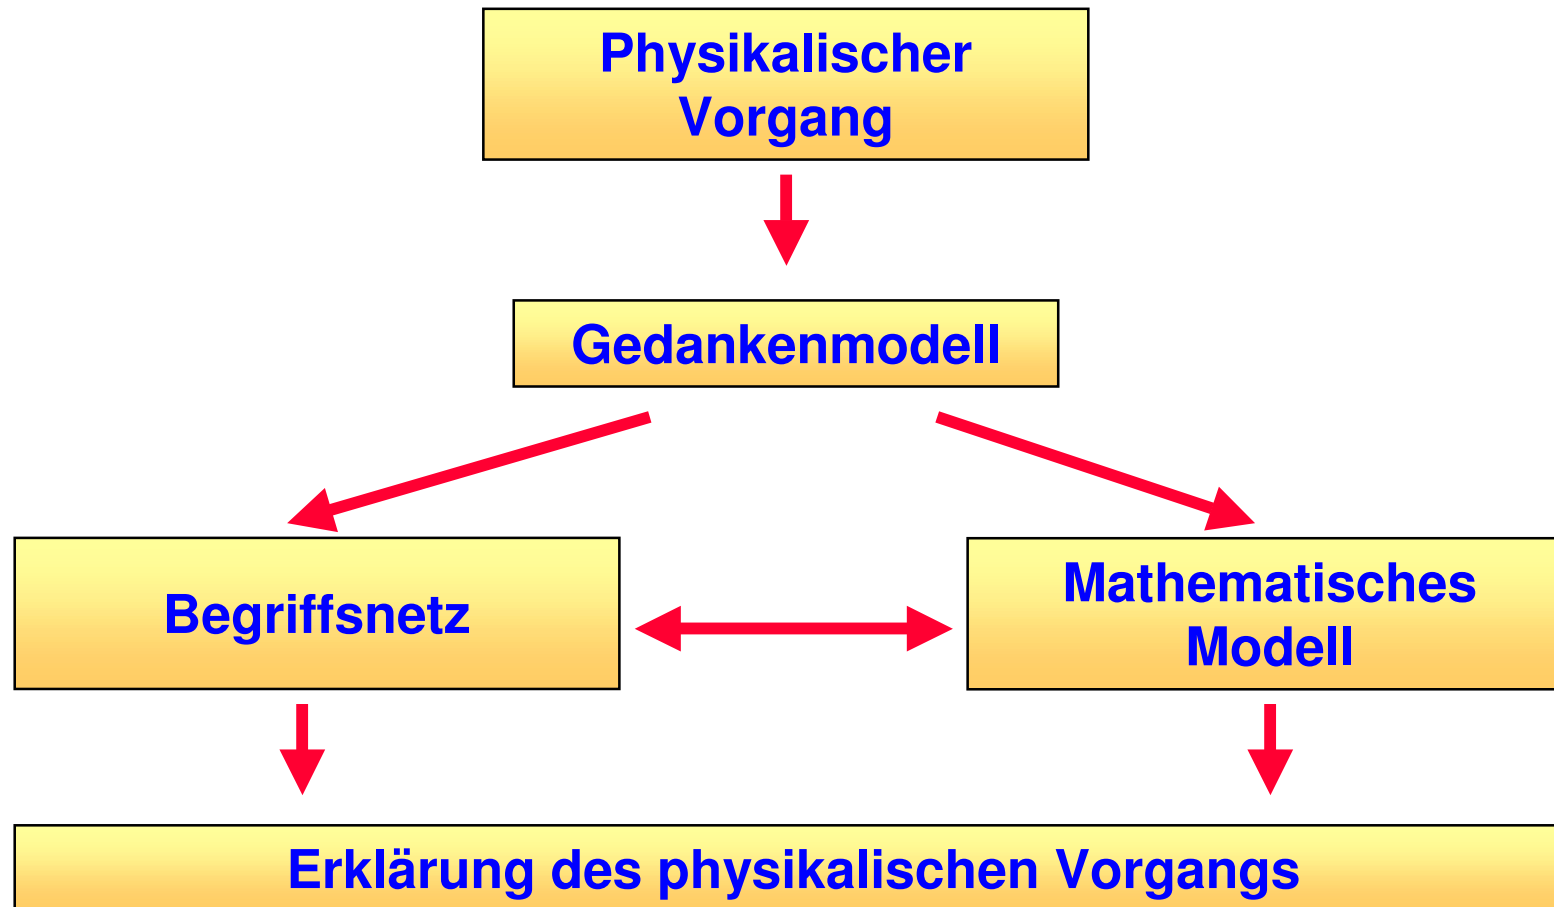 Physikalischer
Vorgang
Gedankenmodell
Begriffsnetz
Mathematisches
Modell
Erklärung des physikalischen Vorgangs